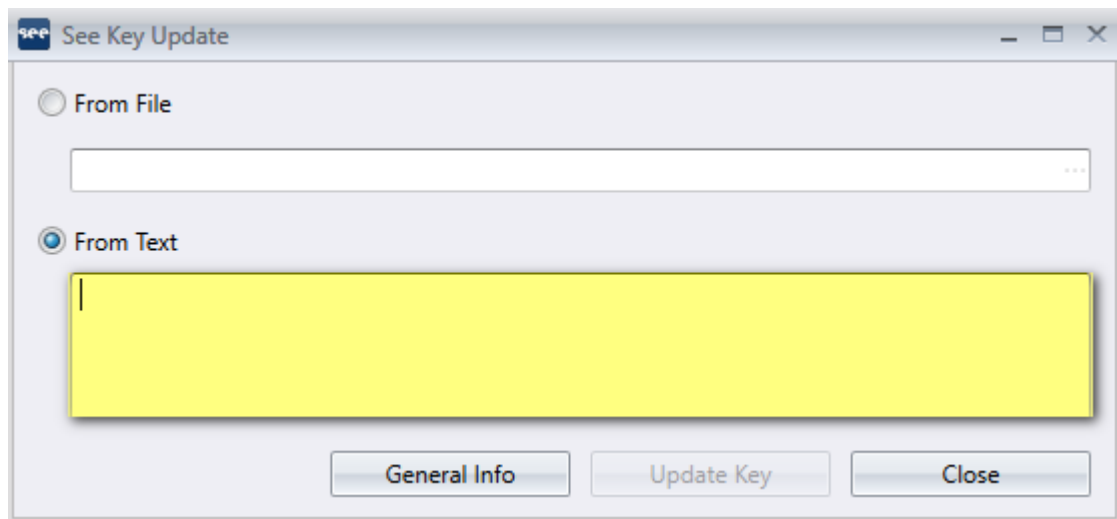 see See Key Update
From File
...
From Text
General Info Update Key Close